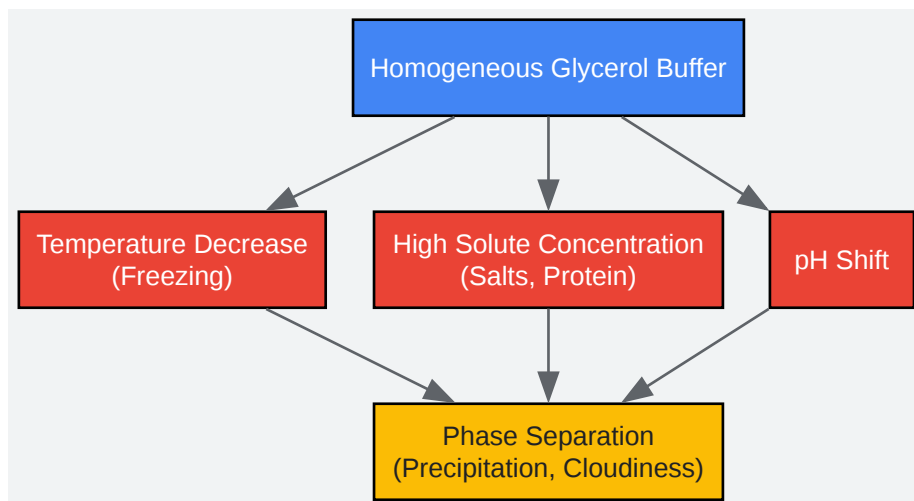 Homogeneous Glycerol Buffer
Temperature Decrease
(Freezing)
High Solute Concentration
(Salts, Protein)
pH Shift
Phase Separation
(Precipitation, Cloudiness)